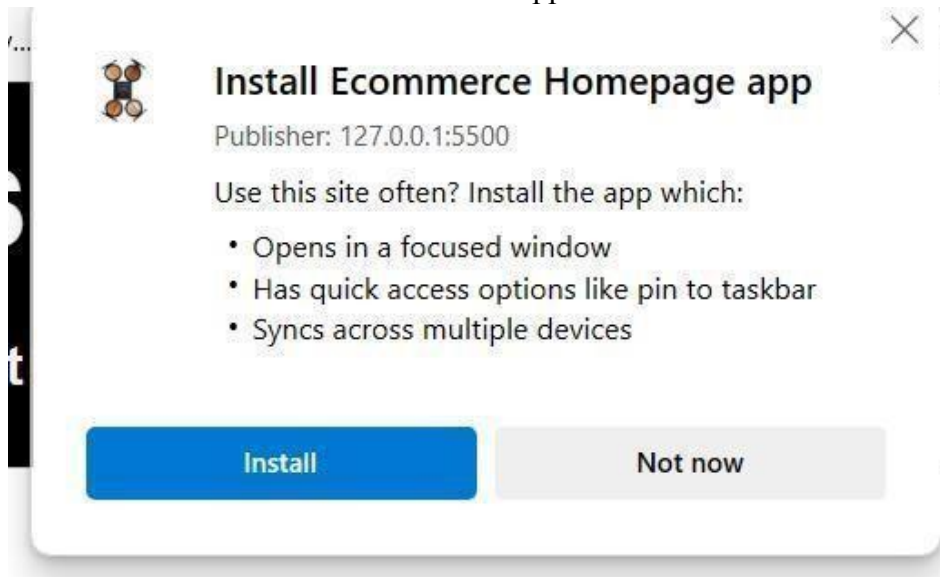 Install Ecommerce Homepage app
Publisher: 127.0.0.1:5500
Use this site often? Install the app which:
• Opens in a focused window
• Has quick access options like pin to taskbar
• Syncs across multiple devices
t
Install
Not now